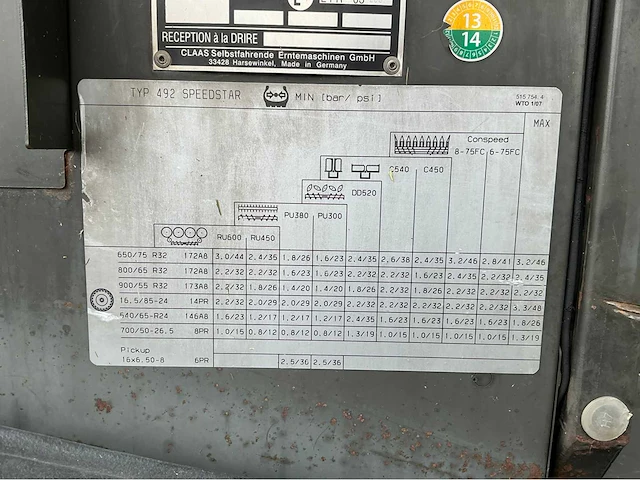 RECEPTION à la DRIRE
CLAAS Selbstfahrende Erntemaschinen GmbH
33428 Harsewinkel, Made in Germany
13
14
TYP 492 SPEEDSTAR MIN [bar/ psi]
515 754. 4
WTO 1/07
MAX
Conspeed
8-75FC 6-75FC
C540 C450
DD520
PU380 PU300
RU600 RU450
650/75 R32 172A8 3,0/44 2.4/35 1.8/26 1.6/23 2.4/35 2.6/38 2.4/35 3.2/46 2.8/41 3.2/46
800/65 R32 172A8 2.2/32 2.2/32 1.6/23 1.6/23 2.2/32 2.2/32 1.6/23 2.4/35 2.2/32 2.4/35
900/55 R32 173A8 2.2/32 1.8/26 1.4/20 1.4/20 1.8/26 2.2/32 1.8/26 2.2/32 2.2/32 2.2/32
16,5/85-24 14PR 2.2/32 2.0/29 2.0/29 2.0/29 2.2/32 2.2/32 2.2/32 2.2/32 2.2/32 3.3/48
540/65-R24 146A8 1.6/23 1.2/17 1.2/17 1.2/17 2.4/35 1.6/23 1.6/23 1.6/23 1.6/23 1.8/26
700/50-26.5 8PR 1.0/15 0.8/12 0.8/12 0.8/12 1.3/19 1.0/15 1.0/15 1.0/15 1.0/15 1.3/19
Pickup
16x6.50-8 6PR 2.5/36 2.5/36